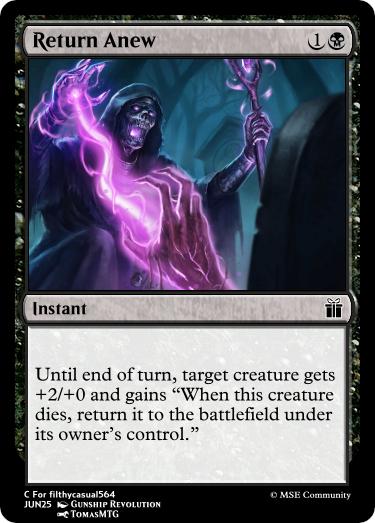 Return Anew 1
Instant
Until end of turn, target creature gets
+2/+0 and gains “When this creature
dies, return it to the battlefield under
its owner’s control.”
C For filthycasual564
JUN25 Gunship Revolution
TomasMTG
© MSE Community